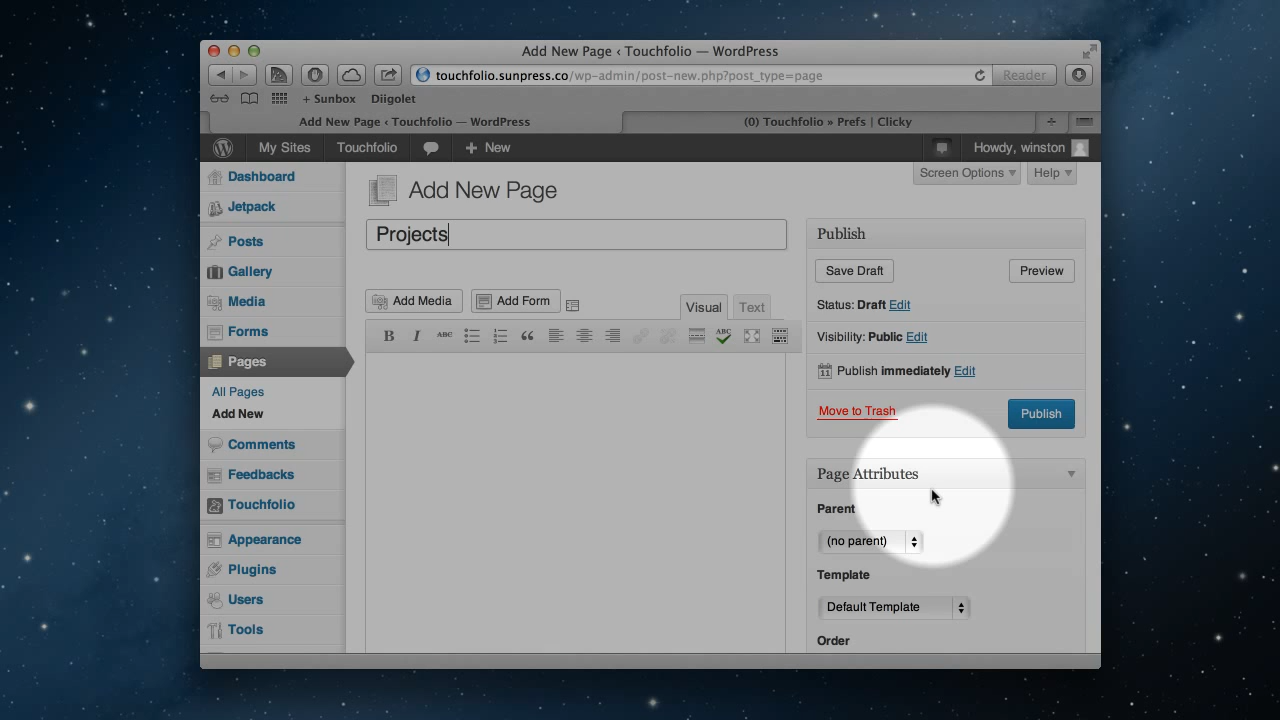 Add New Page ‹ Touchfolio — WordPress
touchfolio.sunpress.co/wp-admin/post-new.php?post_type=page
Reader
+ Sunbox Diigolet
Add New Page ‹ Touchfolio — WordPress
(0) Touchfolio » Prefs | Clicky
My Sites Touchfolio + New Howdy, winston
Screen Options Help
Dashboard
Jetpack
Posts
Gallery
Media
Forms
Pages
All Pages
Add New
Comments
Feedbacks
Touchfolio
Appearance
Plugins
Users
Tools
Add New Page
Projects
Add Media Add Form
Visual Text
B I ABC ABC
Publish
Save Draft Preview
Status: Draft Edit
Visibility: Public Edit
11 Publish immediately Edit
Move to Trash Publish
Page Attributes
Parent
(no parent)
Template
Default Template
Order